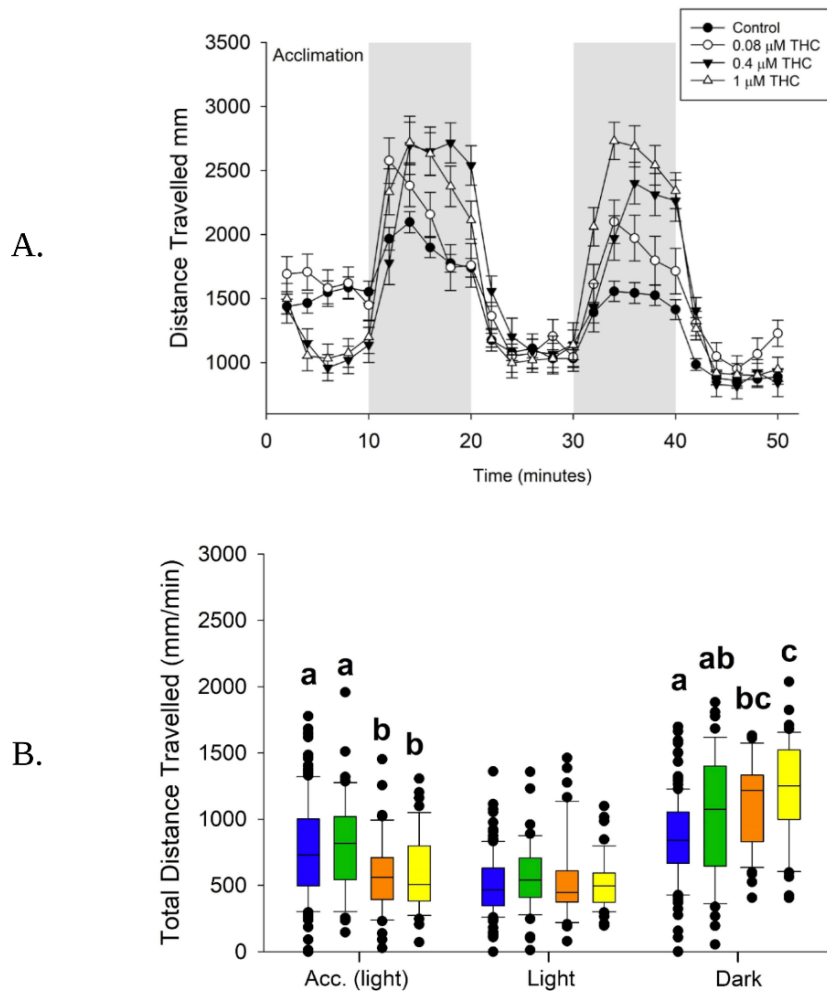 A.
Acclimation
Control
0.08 μM THC
0.4 μM THC
1 μM THC
3500
3000
2500
2000
1500
1000
Distance Travelled mm
0
10
20
30
40
50
Time (minutes)
B.
3000
2500
2000
1500
1000
500
0
Total Distance Travelled (mm/min)
a
a
b
b
a
ab
bc
c
Acc. (light)
Light
Dark